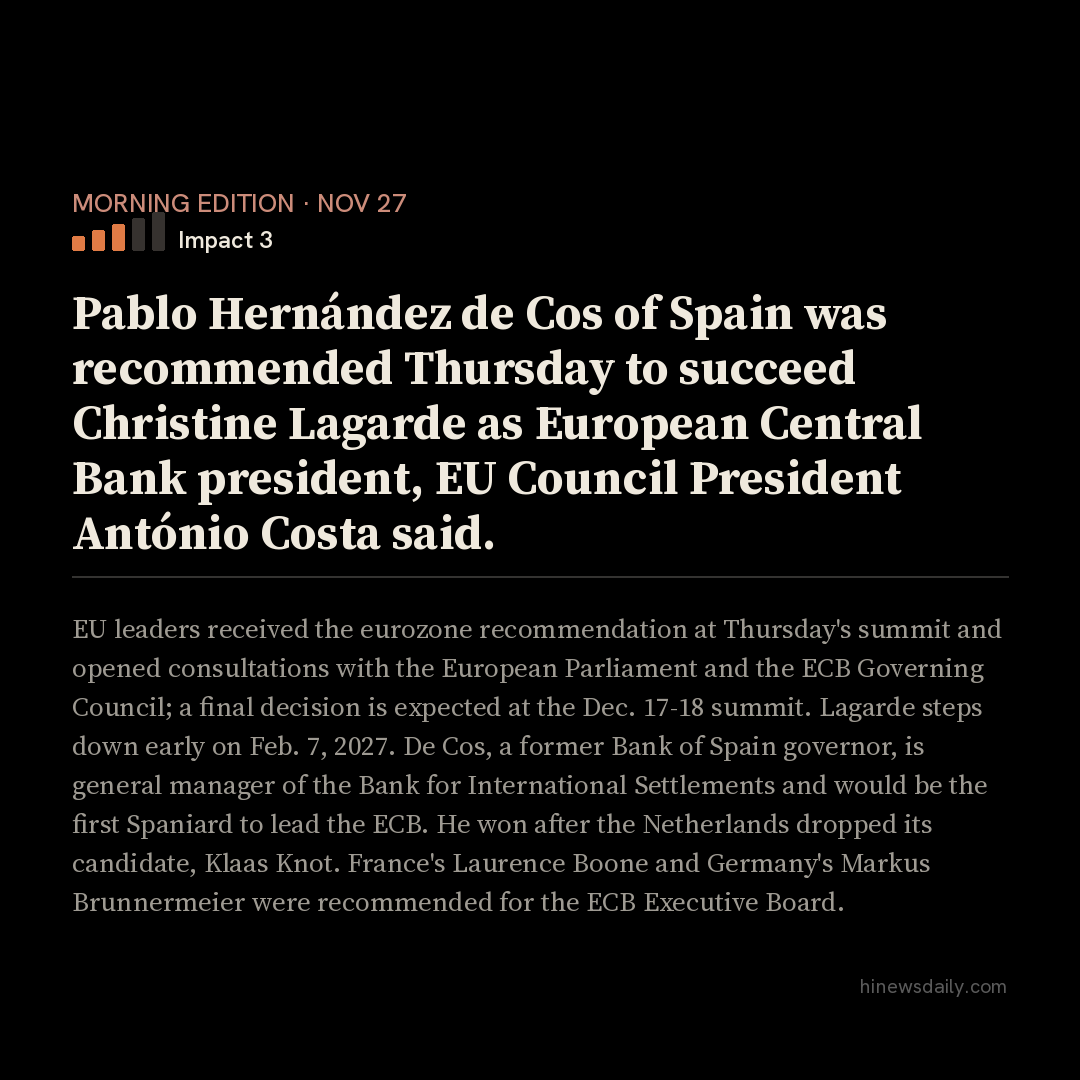 MORNING EDITION · NOV 27
Impact 3
Pablo Hernández de Cos of Spain was
recommended Thursday to succeed
Christine Lagarde as European Central
Bank president, EU Council President
António Costa said.
EU leaders received the eurozone recommendation at Thursday's summit and
opened consultations with the European Parliament and the ECB Governing
Council; a final decision is expected at the Dec. 17-18 summit. Lagarde steps
down early on Feb. 7, 2027. De Cos, a former Bank of Spain governor, is
general manager of the Bank for International Settlements and would be the
first Spaniard to lead the ECB. He won after the Netherlands dropped its
candidate, Klaas Knot. France's Laurence Boone and Germany's Markus
Brunnermeier were recommended for the ECB Executive Board.
hinewsdaily.com